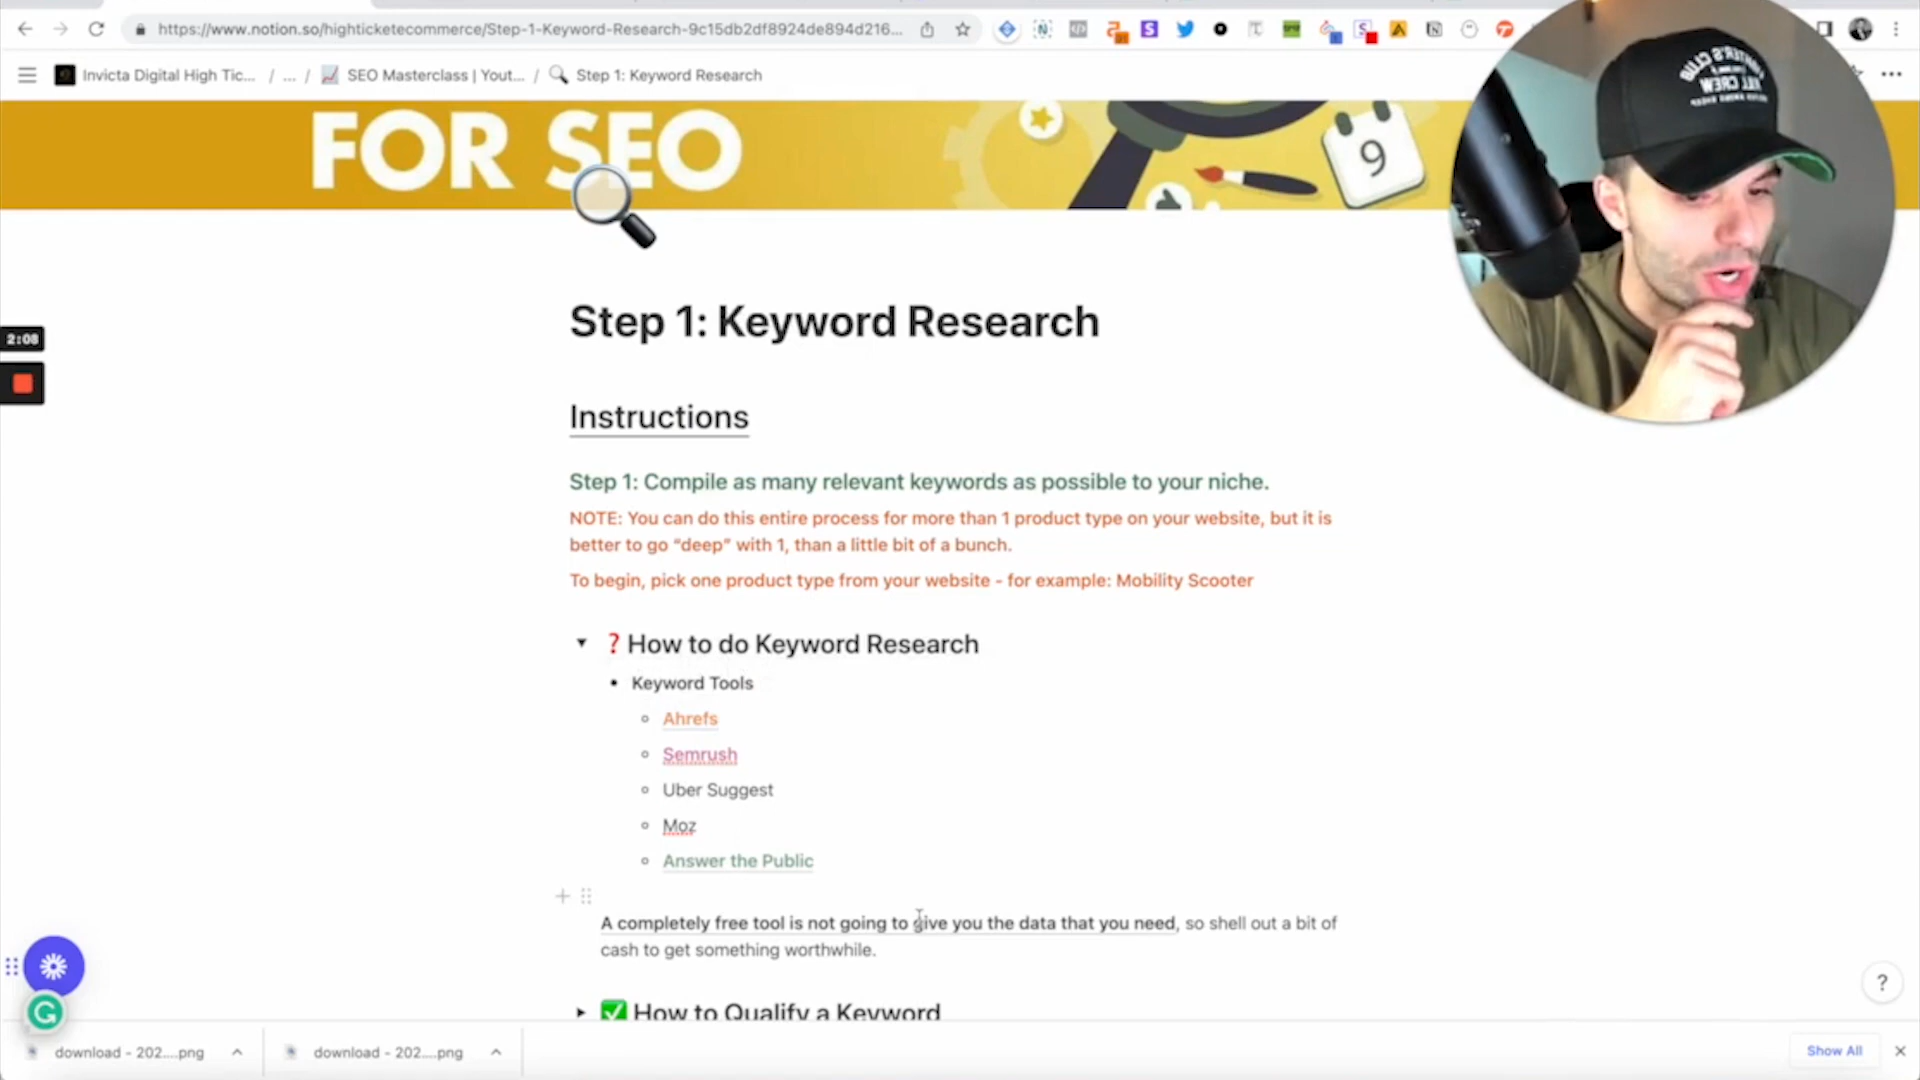 https://www.notion.so/highticketecommerce/Step-1-Keyword-Research-9c15db2df8924de894d216...
Invicta Digital High Tic... / ... / SEO Masterclass | Yout... / Step 1: Keyword Research
FOR SEO
9
2:08
Step 1: Keyword Research
Instructions
Step 1: Compile as many relevant keywords as possible to your niche.
NOTE: You can do this entire process for more than 1 product type on your website, but it is
better to go “deep” with 1, than a little bit of a bunch.
To begin, pick one product type from your website - for example: Mobility Scooter
❓How to do Keyword Research
• Keyword Tools
Ahrefs
Semrush
Uber Suggest
Moz
Answer the Public
A completely free tool is not going to give you the data that you need, so shell out a bit of
cash to get something worthwhile.
✅ How to Qualify a Keyword
?
download - 202....png
download - 202....png
Show All